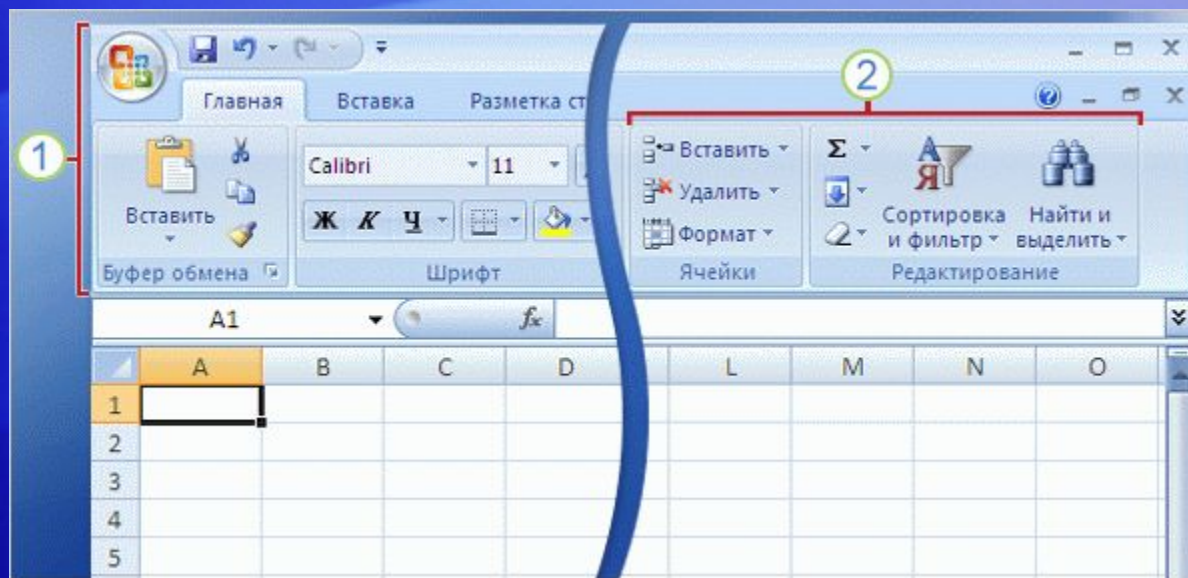 1
2
Главная Вставка Разметка ст
Вставить
Буфер обмена
Calibri 11
Ж К Ч
Шрифт
Вставить
Удалить
Формат
Ячейки
Σ
А
Я
Сортировка
и фильтр
Найти и
выделить
Редактирование
A1 fx
A B C D L M N O
1
2
3
4
5